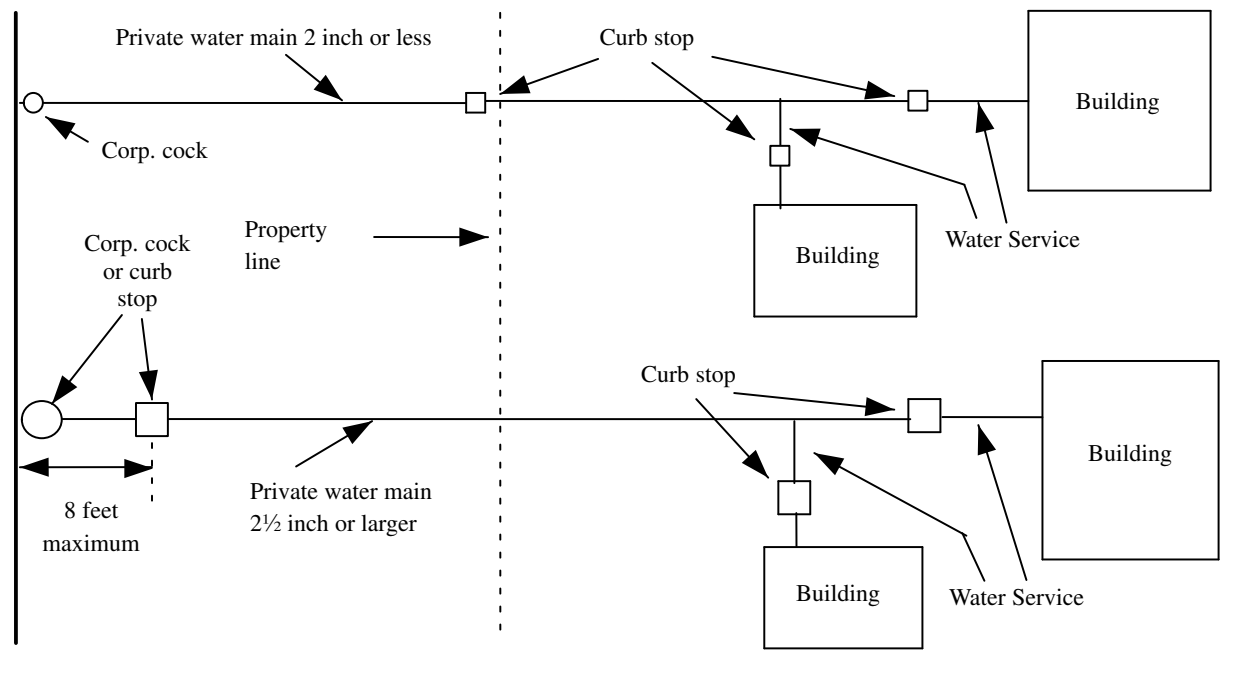 Private water main 2 inch or less
Curb stop
Building
Corp. cock
Property
line
Water Service
Building
Corp. cock
or curb
stop
Curb stop
Building
Private water main
2½ inch or larger
8 feet
maximum
Building
Water Service